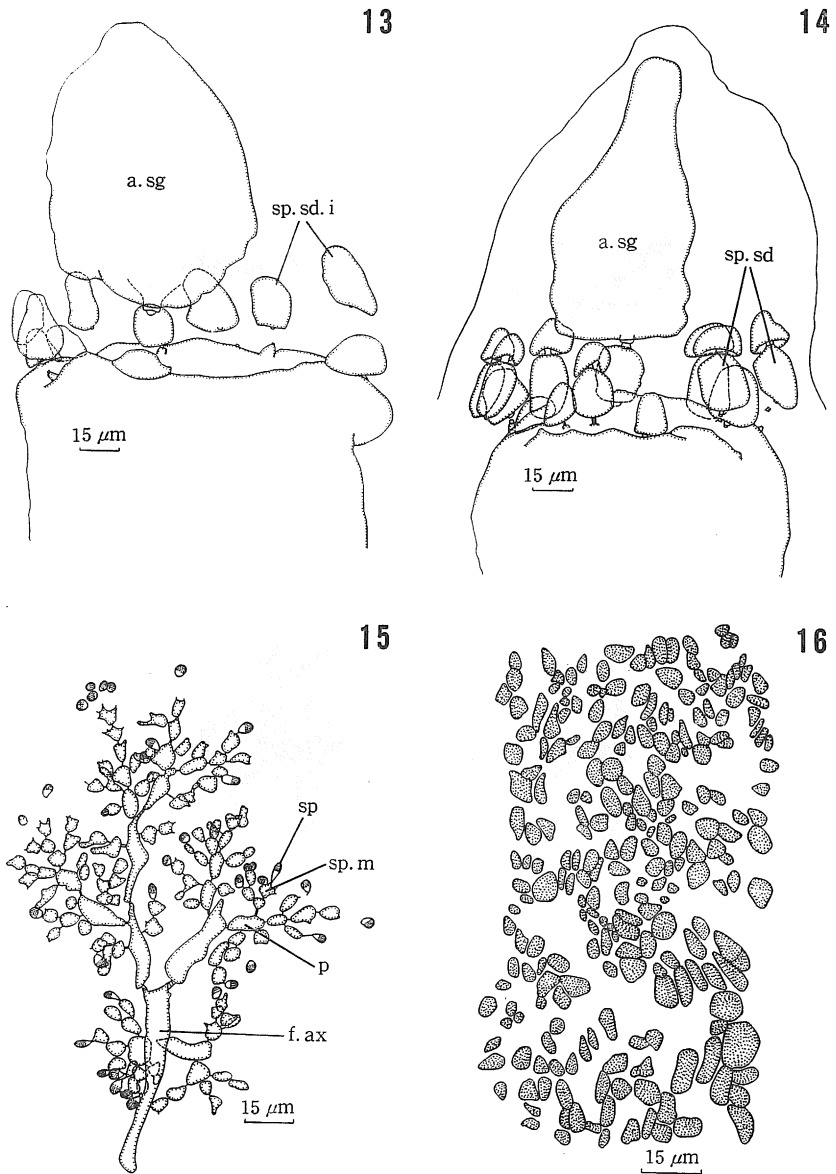 13
a. sg
sp. sd. i
15 μm
14
a. sg
sp. sd
15 μm
15
sp
sp. m
p
f. ax
15 μm
16
15 μm